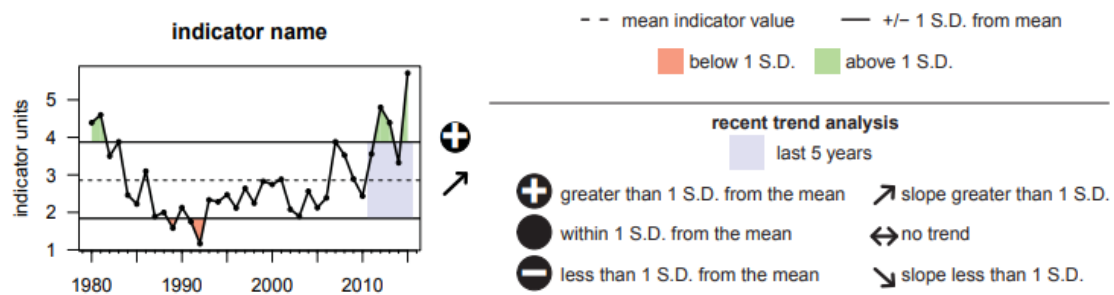 indicator name
indicator units
5
4
3
2
1
1980 1990 2000 2010
mean indicator value +/− 1 S.D. from mean
below 1 S.D. above 1 S.D.
recent trend analysis
last 5 years
greater than 1 S.D. from the mean slope greater than 1 S.D.
within 1 S.D. from the mean no trend
less than 1 S.D. from the mean slope less than 1 S.D.